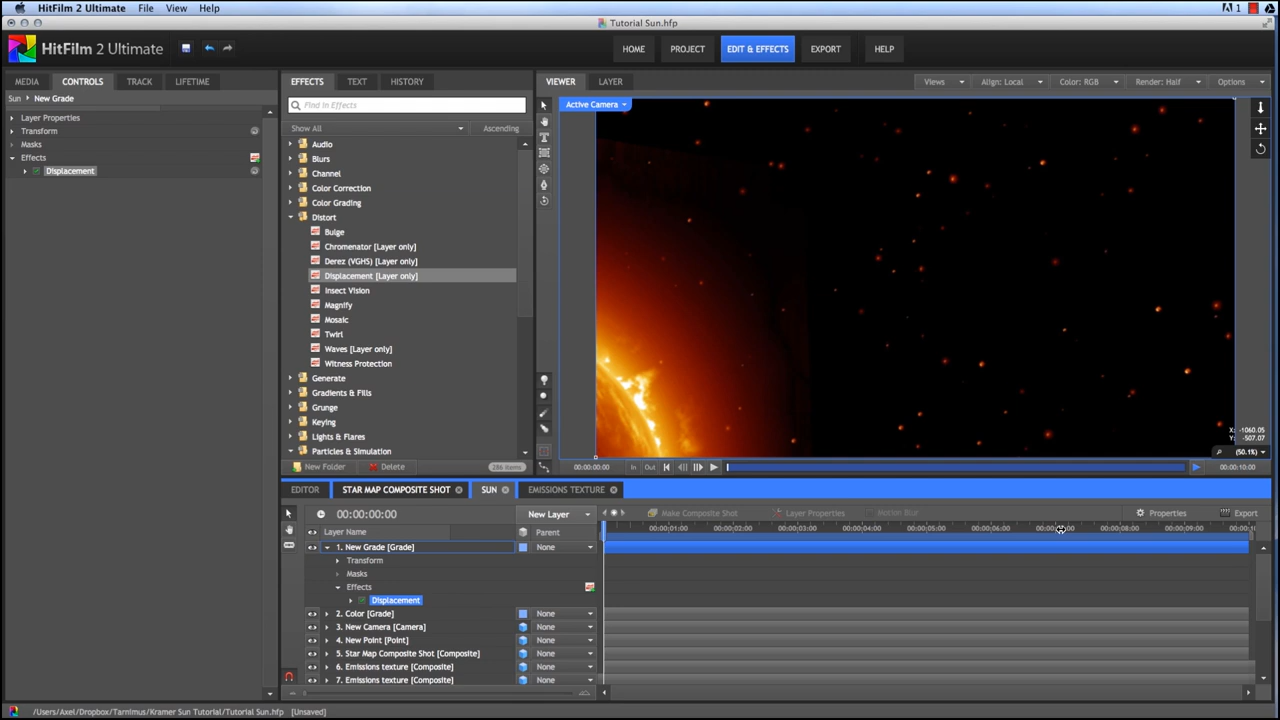 HitFilm 2 Ultimate File View Help
1
Tutorial Sun.hfp
HitFilm 2 Ultimate
HOME PROJECT EDIT & EFFECTS EXPORT HELP
MEDIA CONTROLS TRACK LIFETIME
Sun New Grade
Layer Properties
Transform
Masks
Effects
Displacement
EFFECTS TEXT HISTORY
Find in Effects
Show All Ascending
Audio
Blurs
Channel
Color Correction
Color Grading
Distort
Bulge
Chromenator [Layer only]
Derez (VGHS) [Layer only]
Displacement [Layer only]
Insect Vision
Magnify
Mosaic
Twirl
Waves [Layer only]
Witness Protection
Generate
Gradients & Fills
Grunge
Keying
Lights & Flares
Particles & Simulation
New Folder Delete 286 items
VIEWER LAYER
Views Align: Local Color: RGB Render: Half Options
Active Camera
X: -1060.05
Y: -507.07
(50.1%)
00:00:00:00 In Out 00:00:10:00
EDITOR STAR MAP COMPOSITE SHOT SUN EMISSIONS TEXTURE
00:00:00:00 New Layer Make Composite Shot Layer Properties Motion Blur Properties Export
Layer Name Parent
00:00:01:00 00:00:02:00 00:00:03:00 00:00:04:00 00:00:05:00 00:00:06:00 00:00:08:00 00:00:09:00
1. New Grade [Grade] None
Transform
Masks
Effects
Displacement
2. Color [Grade] None
3. New Camera [Camera] None
4. New Point [Point] None
5. Star Map Composite Shot [Composite] None
6. Emissions texture [Composite] None
7. Emissions texture [Composite] None
/Users/Axel/Dropbox/Tarnimus/Kramer Sun Tutorial/Tutorial Sun.hfp [Unsaved]